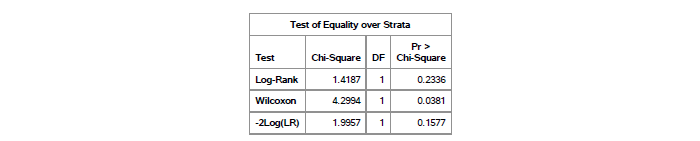 Test of Equality over Strata
Pr >
Test Chi-Square DF Chi-Square
Log-Rank 1.4187 1 0.2336
Wilcoxon 4.2994 1 0.0381
-2Log(LR) 1.9957 1 0.1577